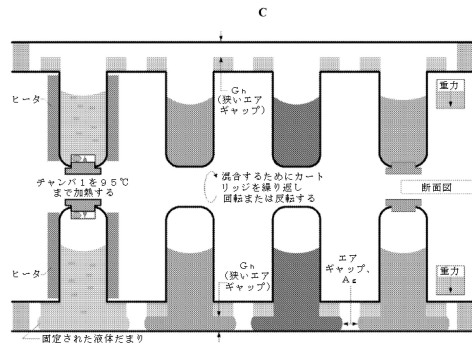 C
ヒータ
Gh
(狭いエア
ギャップ)
重力
チャンバ1を95℃
まで加熱する
混合するためにカート
リッジを繰り返し
回転または反転する
断面図
ヒータ
Gh
(狭いエア
ギャップ)
エア
ギャップ、
Ag
重力
固定された液体だまり